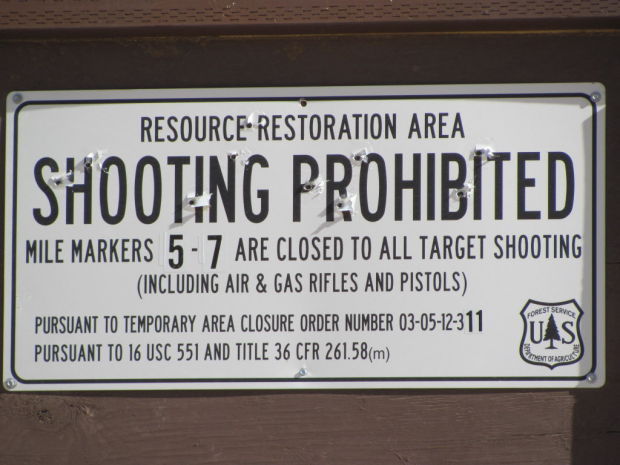 RESOURCE RESTORATION AREA
SHOOTING PROHIBITED
MILE MARKERS 5-7 ARE CLOSED TO ALL TARGET SHOOTING
(INCLUDING AIR & GAS RIFLES AND PISTOLS)
PURSUANT TO TEMPORARY AREA CLOSURE ORDER NUMBER 03-05-12-311
PURSUANT TO 16 USC 551 AND TITLE 36 CFR 261.58(m)
FOREST SERVICE
U S
DEPARTMENT OF AGRICULTURE